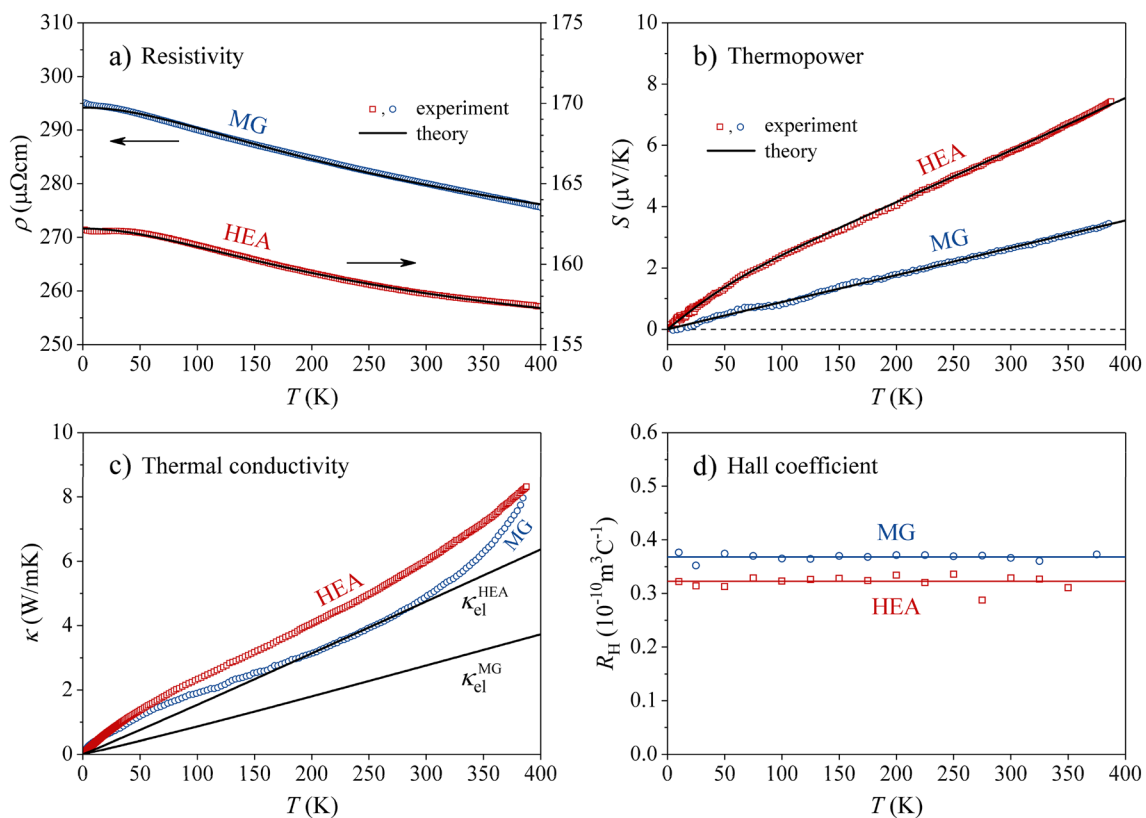 a) Resistivity
310
300
290
280
270
260
250
175
170
165
160
155
MG
HEA
experiment
theory
ρ (μΩcm)
0 50 100 150 200 250 300 350 400
T (K)
b) Thermopower
10
8
6
4
2
0
, experiment
theory
HEA
MG
S (μV/K)
0 50 100 150 200 250 300 350 400
T (K)
c) Thermal conductivity
10
8
6
4
2
0
HEA
MG
κ_el^HEA
κ_el^MG
κ (W/mK)
0 50 100 150 200 250 300 350 400
T (K)
d) Hall coefficient
0.6
0.5
0.4
0.3
0.2
0.1
0.0
MG
HEA
R_H (10⁻¹⁰m³C⁻¹)
0 50 100 150 200 250 300 350 400
T (K)